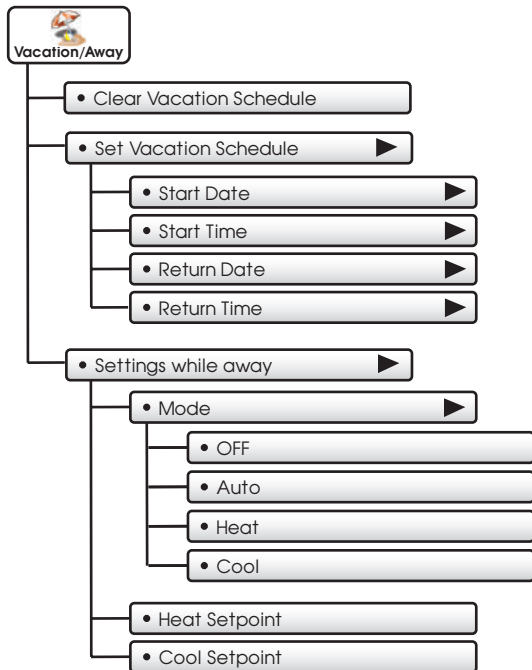 Vacation/Away
• Clear Vacation Schedule
• Set Vacation Schedule
• Start Date
• Start Time
• Return Date
• Return Time
• Settings while away
• Mode
• OFF
• Auto
• Heat
• Cool
• Heat Setpoint
• Cool Setpoint